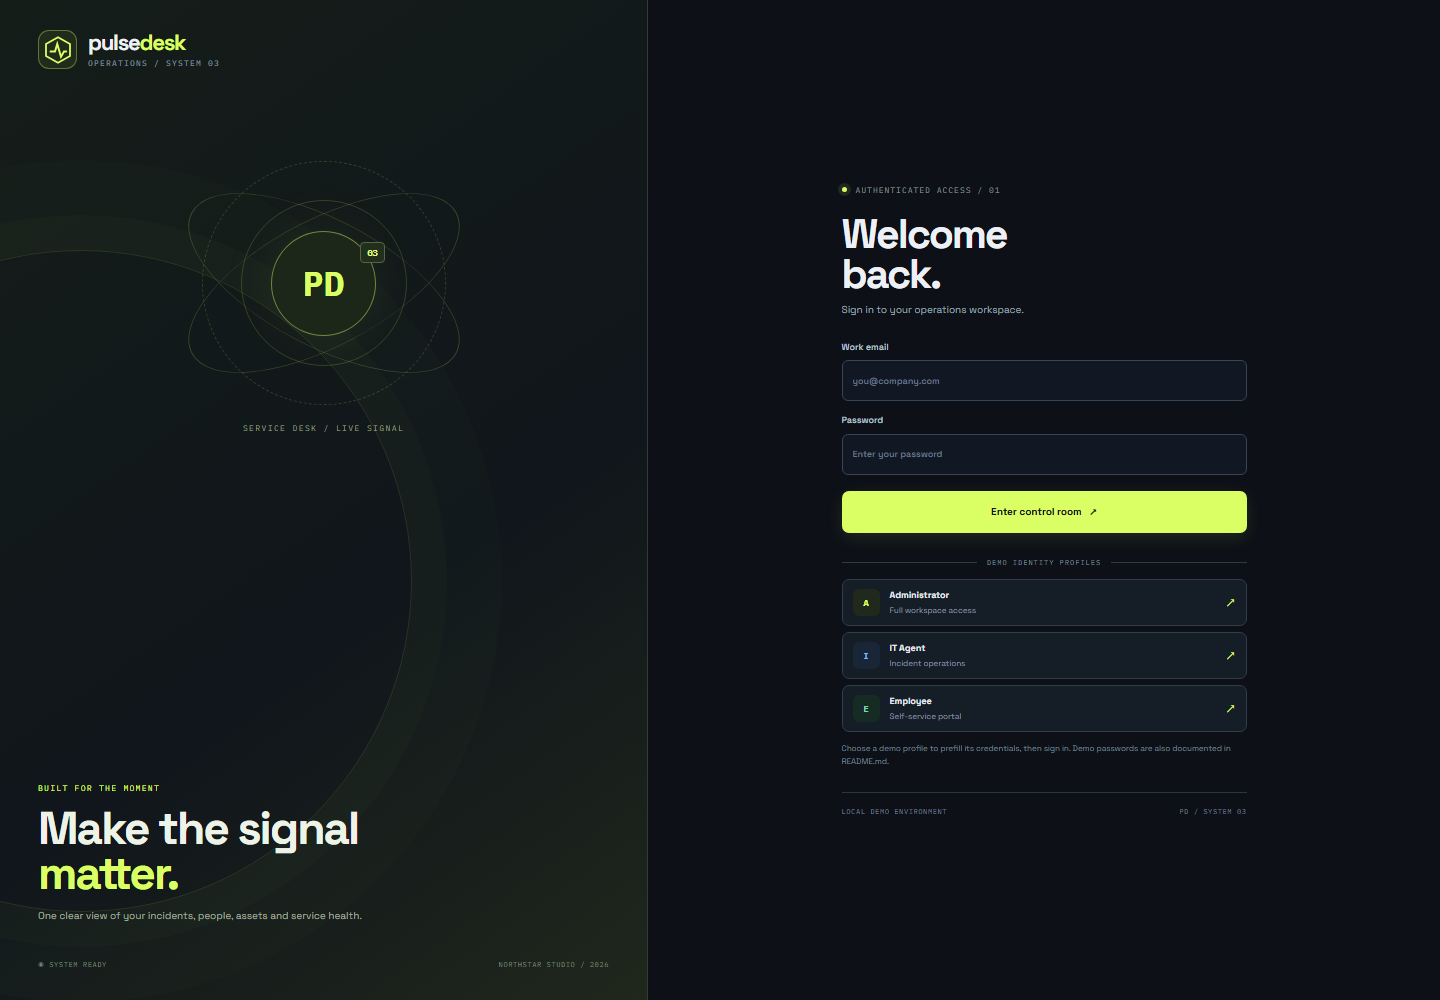 pulsedesk
OPERATIONS / SYSTEM 03
03
PD
SERVICE DESK / LIVE SIGNAL
BUILT FOR THE MOMENT
Make the signal
matter.
One clear view of your incidents, people, assets and service health.
SYSTEM READY
NORTHSTAR STUDIO / 2026
AUTHENTICATED ACCESS / 01
Welcome
back.
Sign in to your operations workspace.
Work email
you@company.com
Password
Enter your password
Enter control room ↗
DEMO IDENTITY PROFILES
A
Administrator
Full workspace access
↗
I
IT Agent
Incident operations
↗
E
Employee
Self-service portal
↗
Choose a demo profile to prefill its credentials, then sign in. Demo passwords are also documented in
README.md.
LOCAL DEMO ENVIRONMENT
PD / SYSTEM 03